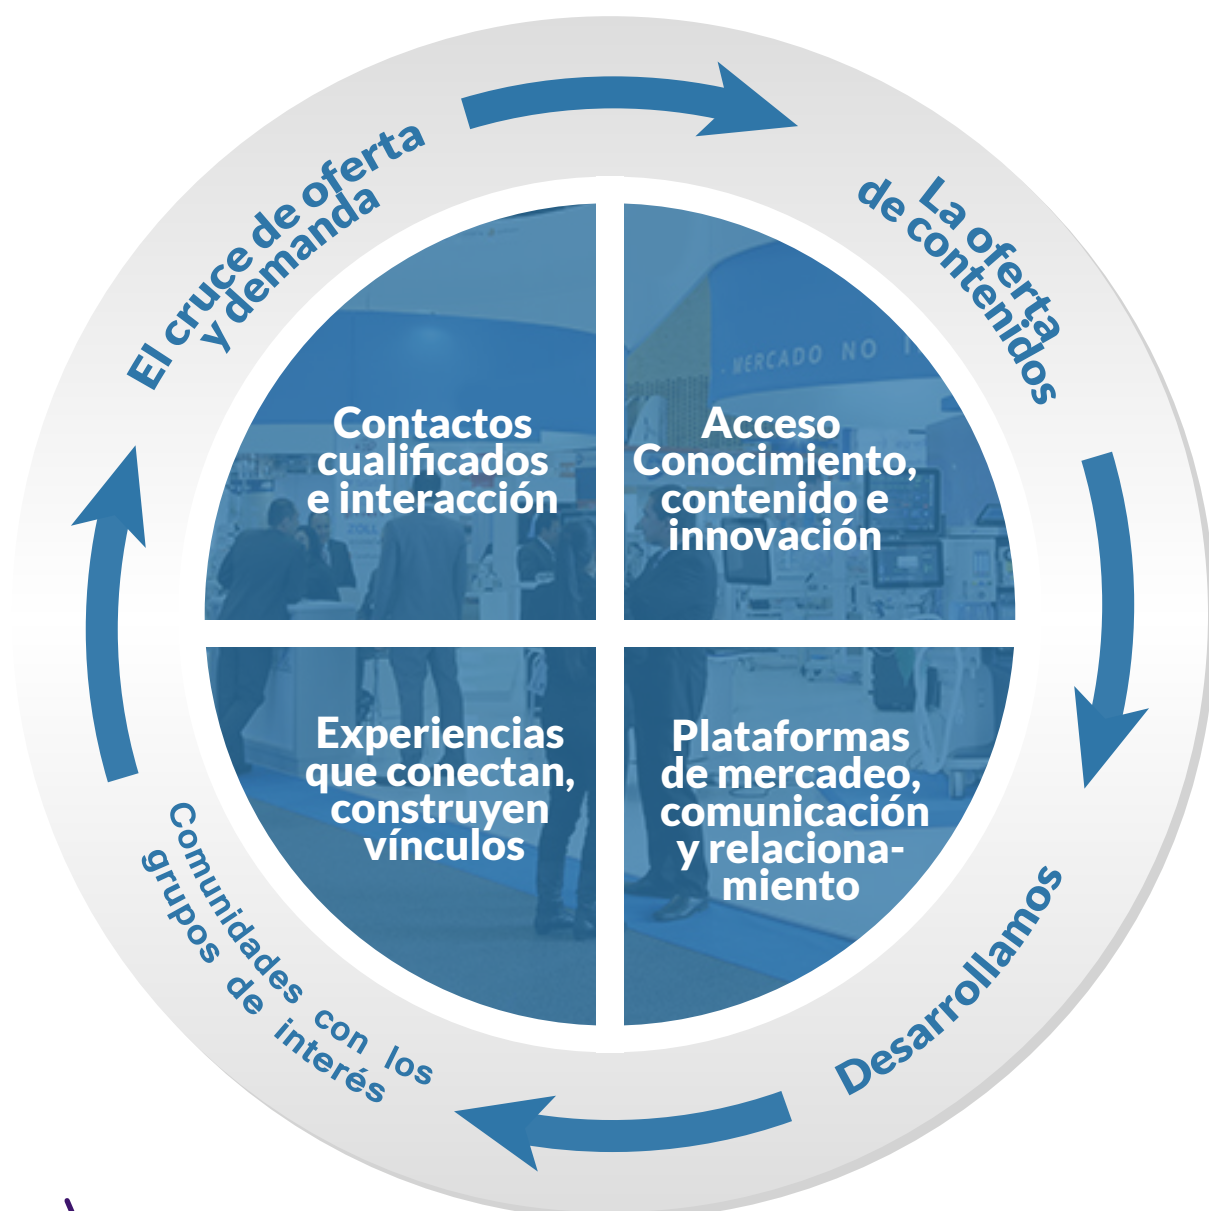 El cruce de oferta
y demanda
La oferta
de contenidos
Contactos
cualificados
e interacción
MERCADO NO
Acceso
Conocimiento,
contenido e
innovación
ZOLL
Experiencias
que conectan,
construyen
vínculos
Plataformas
de mercadeo,
comunicación
y relaciona-
miento
Desarrollamos
Comunidades con los
grupos de interés